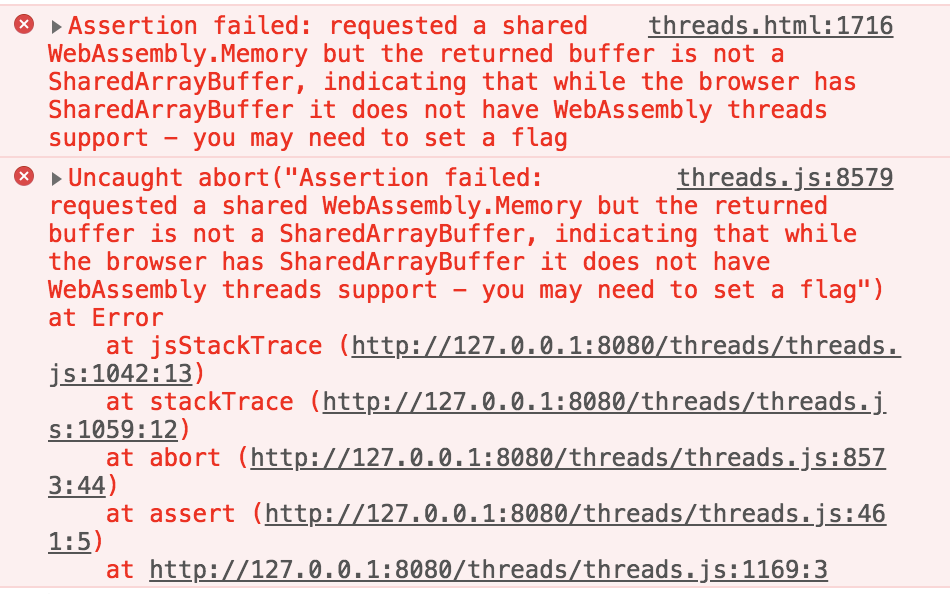 Assertion failed: requested a shared threads.html:1716
WebAssembly.Memory but the returned buffer is not a
SharedArrayBuffer, indicating that while the browser has
SharedArrayBuffer it does not have WebAssembly threads
support – you may need to set a flag
Uncaught abort("Assertion failed: threads.js:8579
requested a shared WebAssembly.Memory but the returned
buffer is not a SharedArrayBuffer, indicating that while
the browser has SharedArrayBuffer it does not have
WebAssembly threads support – you may need to set a flag")
at Error
at jsStackTrace (http://127.0.0.1:8080/threads/threads.
js:1042:13)
at stackTrace (http://127.0.0.1:8080/threads/threads.j
s:1059:12)
at abort (http://127.0.0.1:8080/threads/threads.js:857
3:44)
at assert (http://127.0.0.1:8080/threads/threads.js:46
1:5)
at http://127.0.0.1:8080/threads/threads.js:1169:3